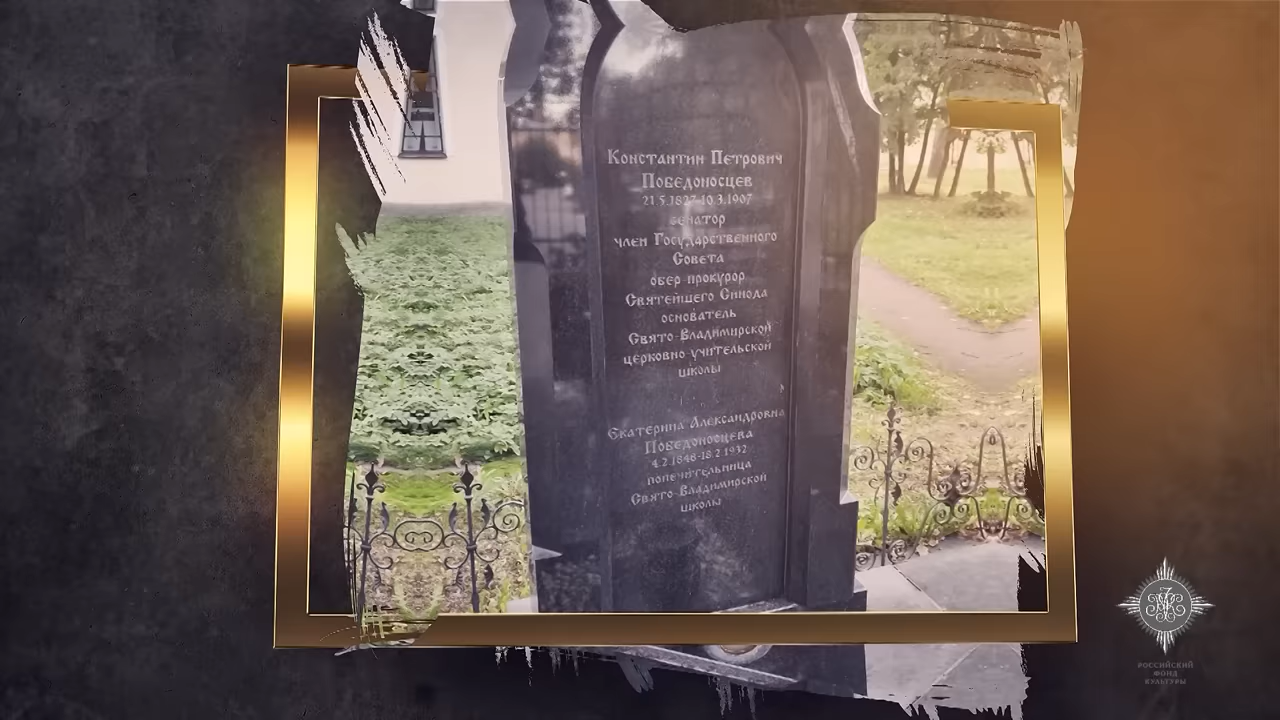 Константин Петрович
Победоносцев
21.5.1827-10.3.1907
сенатор
член Государственного
Совета
обер-прокурор
Святейшего Синода
основатель
Свято-Владимирской
церковно-учительской
школы
Екатерина Александровна
Победоносцева
4.2.1848-18.2.1932
попечительница
Свято-Владимирской
школы
РОССИЙСКИЙ
ФОНД
КУЛЬТУРЫ